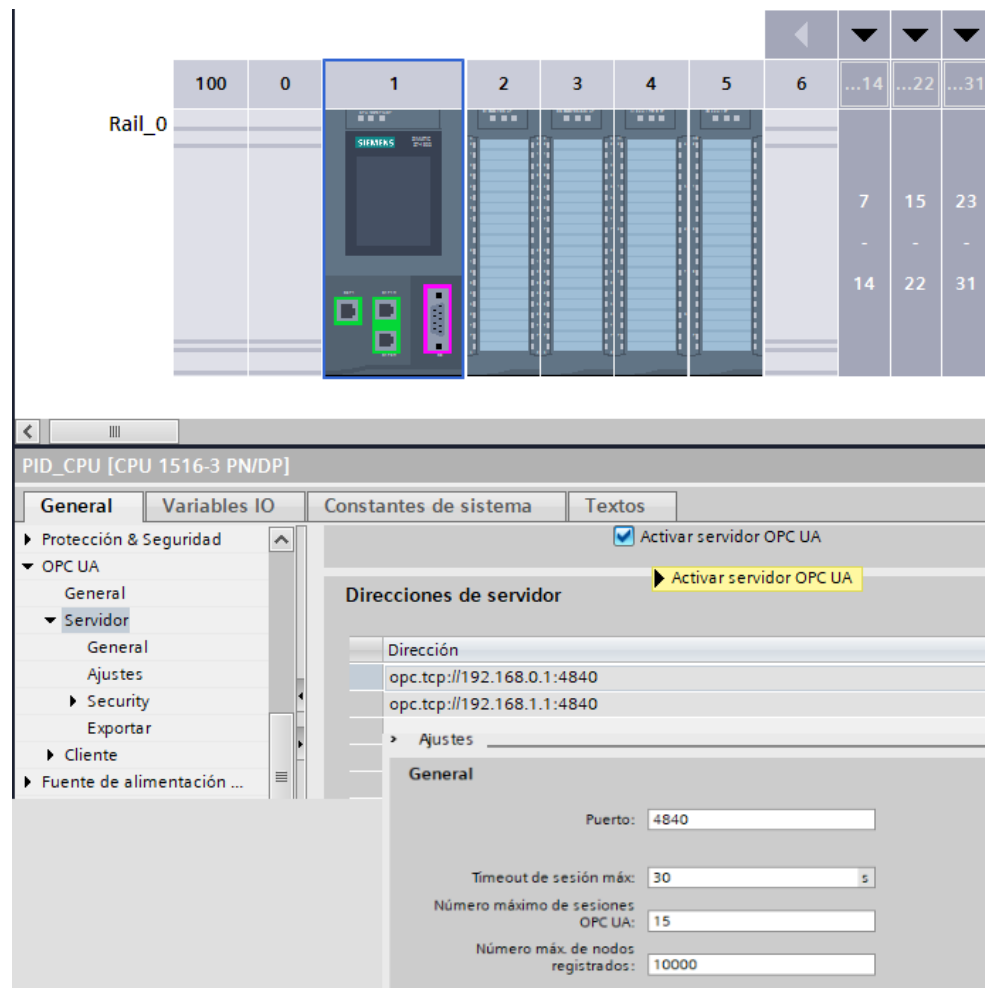 100 0 1 2 3 4 5 6 ...14 ...22 ...31
Rail_0
SIEMENS
7 15 23
- - -
14 22 31
PID_CPU [CPU 1516-3 PN/DP]
General Variables IO Constantes de sistema Textos
Protección & Seguridad
OPC UA
General
Servidor
General
Ajustes
Security
Exportar
Cliente
Fuente de alimentación ...
Activar servidor OPC UA
Activar servidor OPC UA
Direcciones de servidor
Dirección
opc.tcp://192.168.0.1:4840
opc.tcp://192.168.1.1:4840
> Ajustes
General
Puerto: 4840
Timeout de sesión máx: 30 s
Número máximo de sesiones
OPC UA: 15
Número máx. de nodos
registrados: 10000